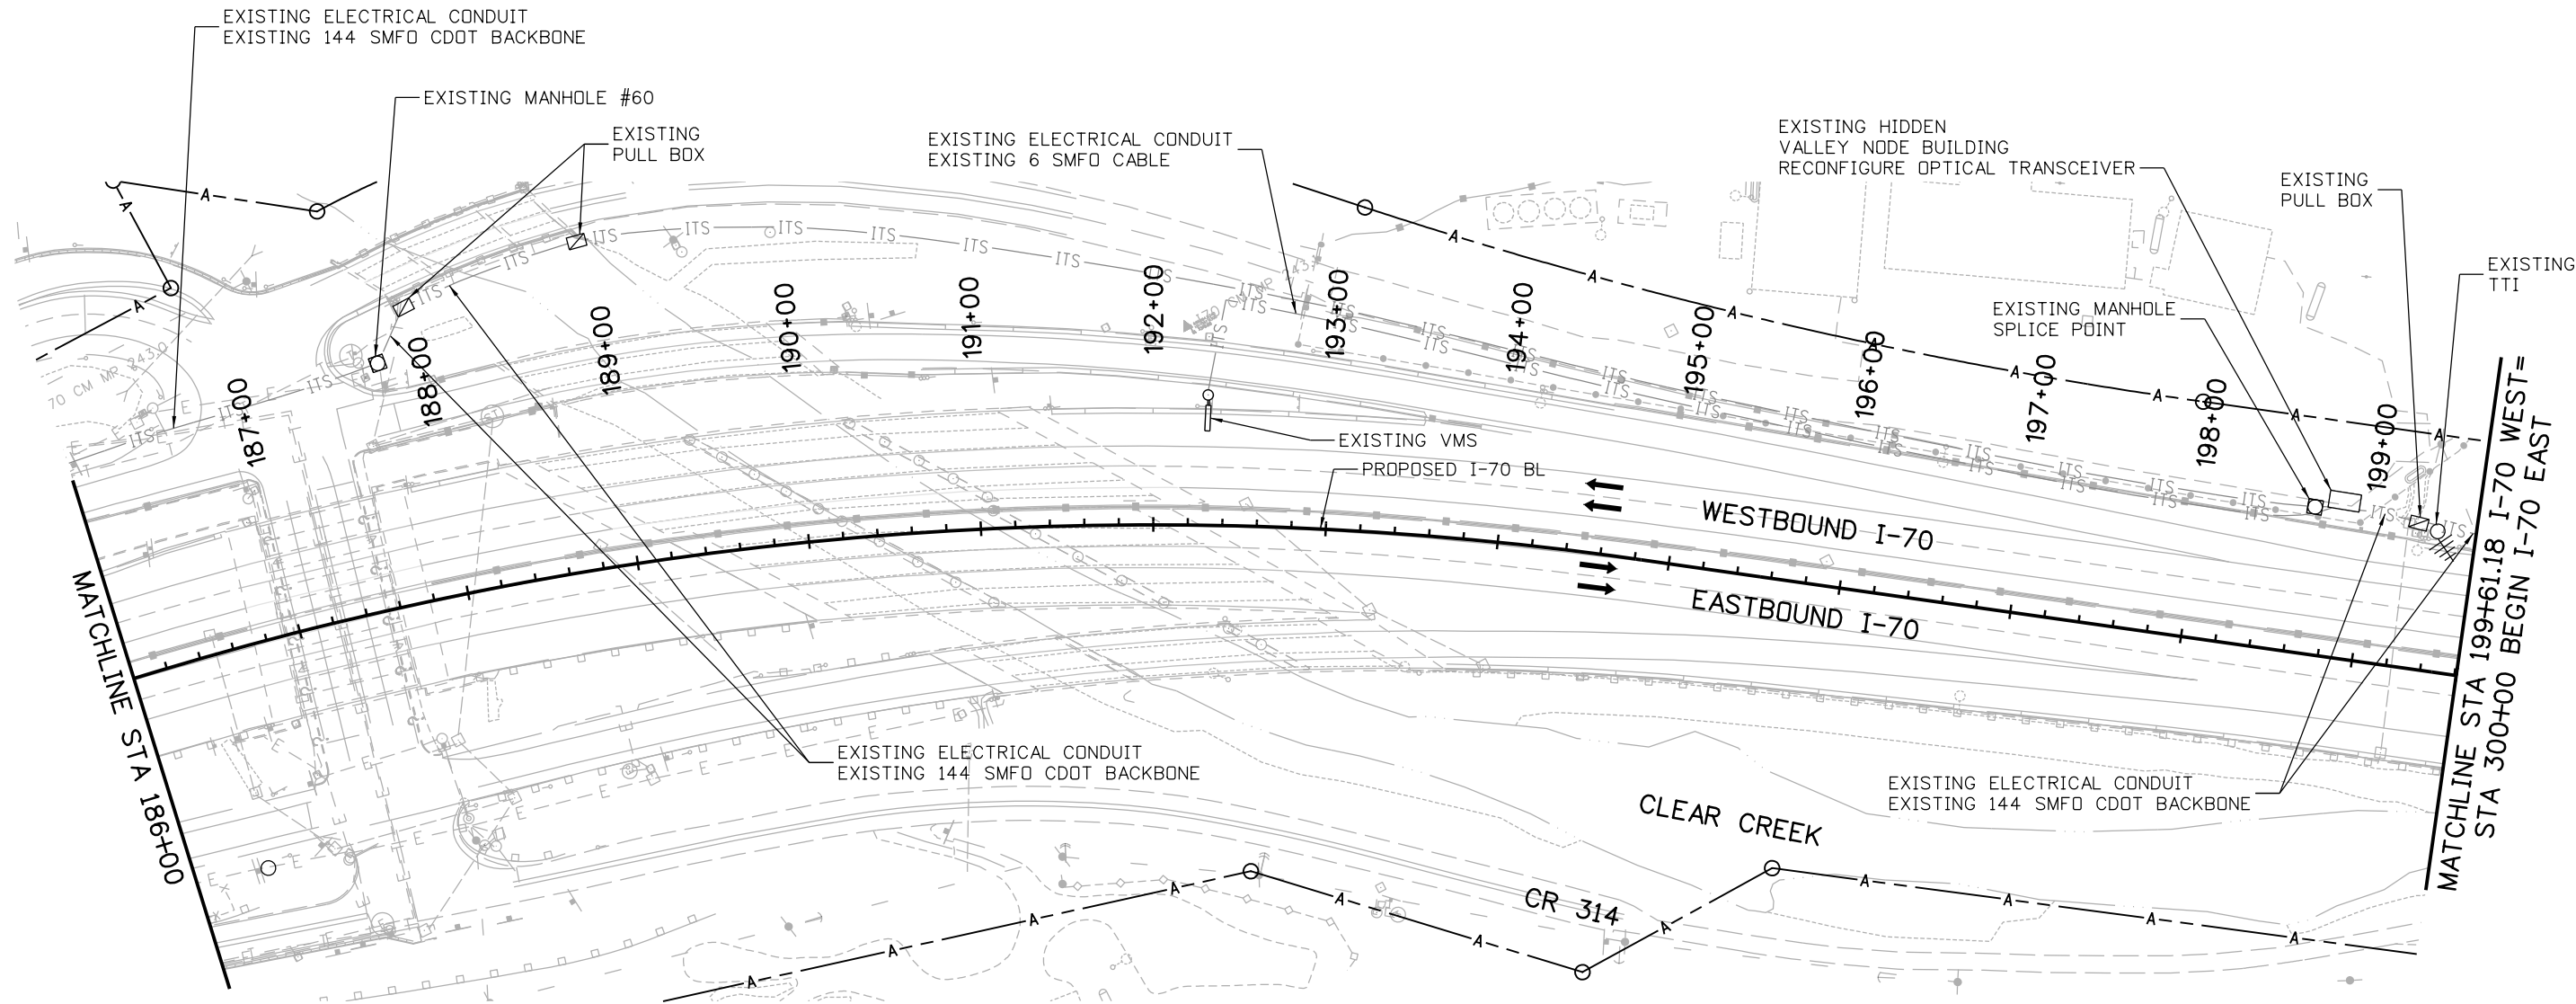 EXISTING ELECTRICAL CONDUIT
EXISTING 144 SMFO CDOT BACKBONE
EXISTING MANHOLE #60
EXISTING
PULL BOX
EXISTING ELECTRICAL CONDUIT
EXISTING 6 SMFO CABLE
EXISTING HIDDEN
VALLEY NODE BUILDING
RECONFIGURE OPTICAL TRANSCEIVER
EXISTING
PULL BOX
EXISTING
TTI
EXISTING MANHOLE
SPLICE POINT
187+00
188+00
189+00
190+00
191+00
192+00
193+00
194+00
195+00
196+00
197+00
198+00
199+00
70 CM MP 243.0
EXISTING VMS
PROPOSED I-70 BL
WESTBOUND I-70
EASTBOUND I-70
MATCHLINE STA 186+00
MATCHLINE STA 199+61.18 I-70 WEST=
STA 300+00 BEGIN I-70 EAST
EXISTING ELECTRICAL CONDUIT
EXISTING 144 SMFO CDOT BACKBONE
EXISTING ELECTRICAL CONDUIT
EXISTING 144 SMFO CDOT BACKBONE
CLEAR CREEK
CR 314